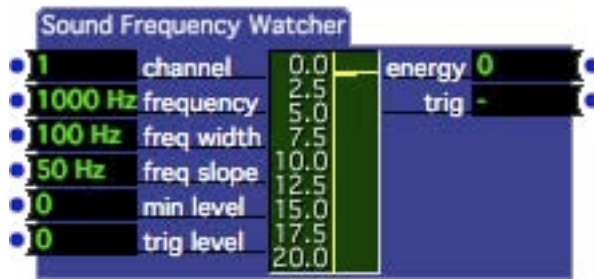 Sound Frequency Watcher
1 channel 0.0 energy 0
1000 Hz frequency 2.5 trig -
5.0
100 Hz freq width 7.5
50 Hz freq slope 10.0
12.5
0 min level 15.0
0 trig level 17.5
20.0